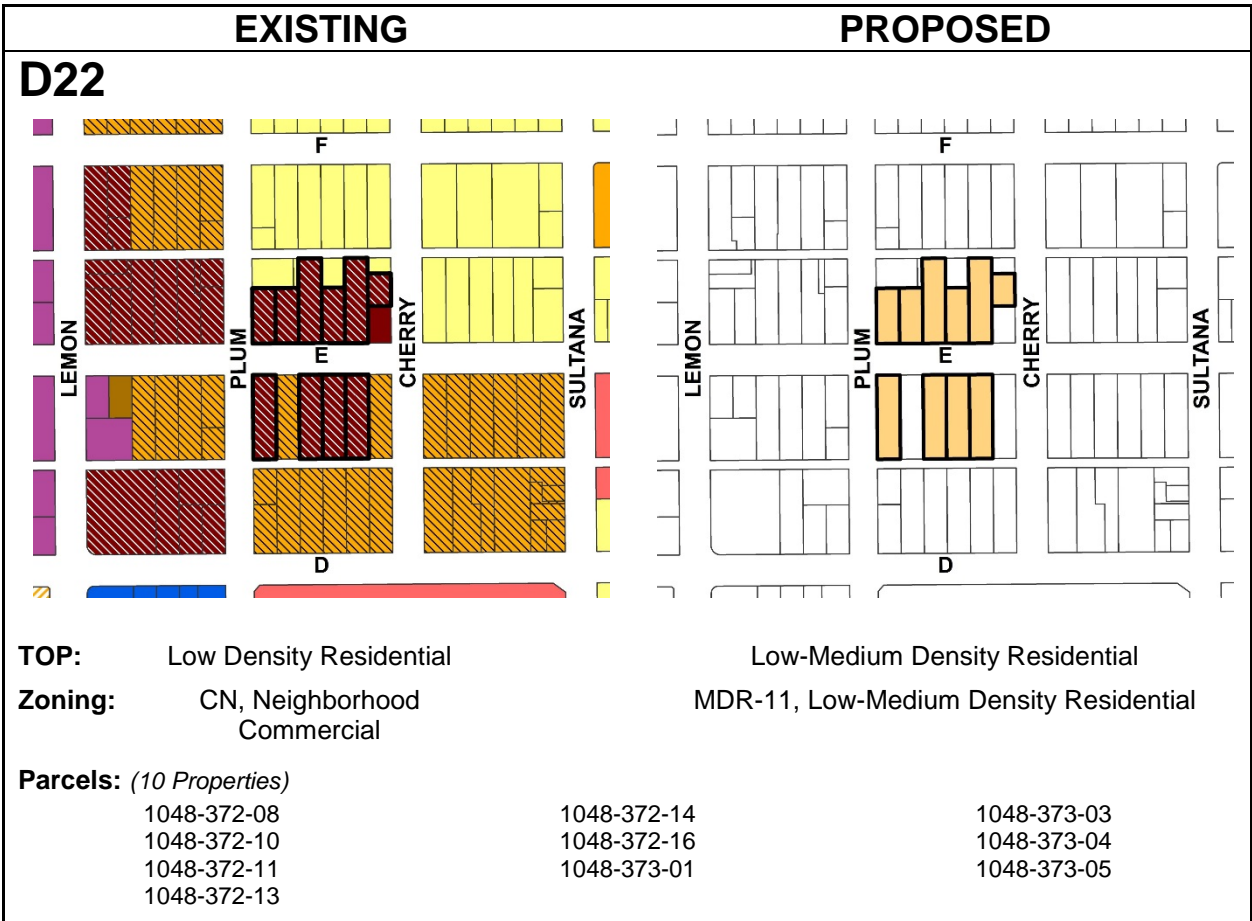 EXISTING PROPOSED
D22
F F
LEMON PLUM E CHERRY SULTANA LEMON PLUM E CHERRY SULTANA
D D
TOP: Low Density Residential Low-Medium Density Residential
Zoning: CN, Neighborhood MDR-11, Low-Medium Density Residential
Commercial
Parcels: (10 Properties)
1048-372-08 1048-372-14 1048-373-03
1048-372-10 1048-372-16 1048-373-04
1048-372-11 1048-373-01 1048-373-05
1048-372-13